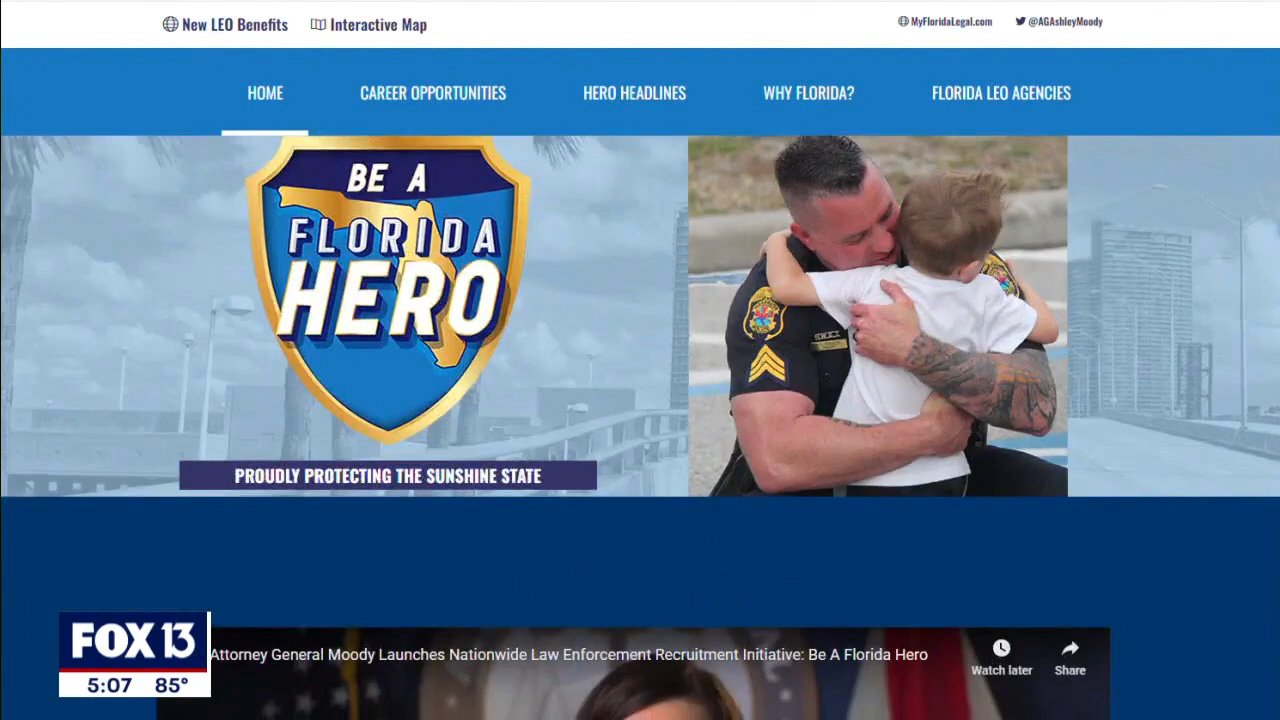 New LEO Benefits
Interactive Map
MyFloridaLegal.com
@AGAshleyMoody
HOME
CAREER OPPORTUNITIES
HERO HEADLINES
WHY FLORIDA?
FLORIDA LEO AGENCIES
BE A
FLORIDA
HERO
PROUDLY PROTECTING THE SUNSHINE STATE
Attorney General Moody Launches Nationwide Law Enforcement Recruitment Initiative: Be A Florida Hero
Watch later
Share
FOX 13
5:07 85°